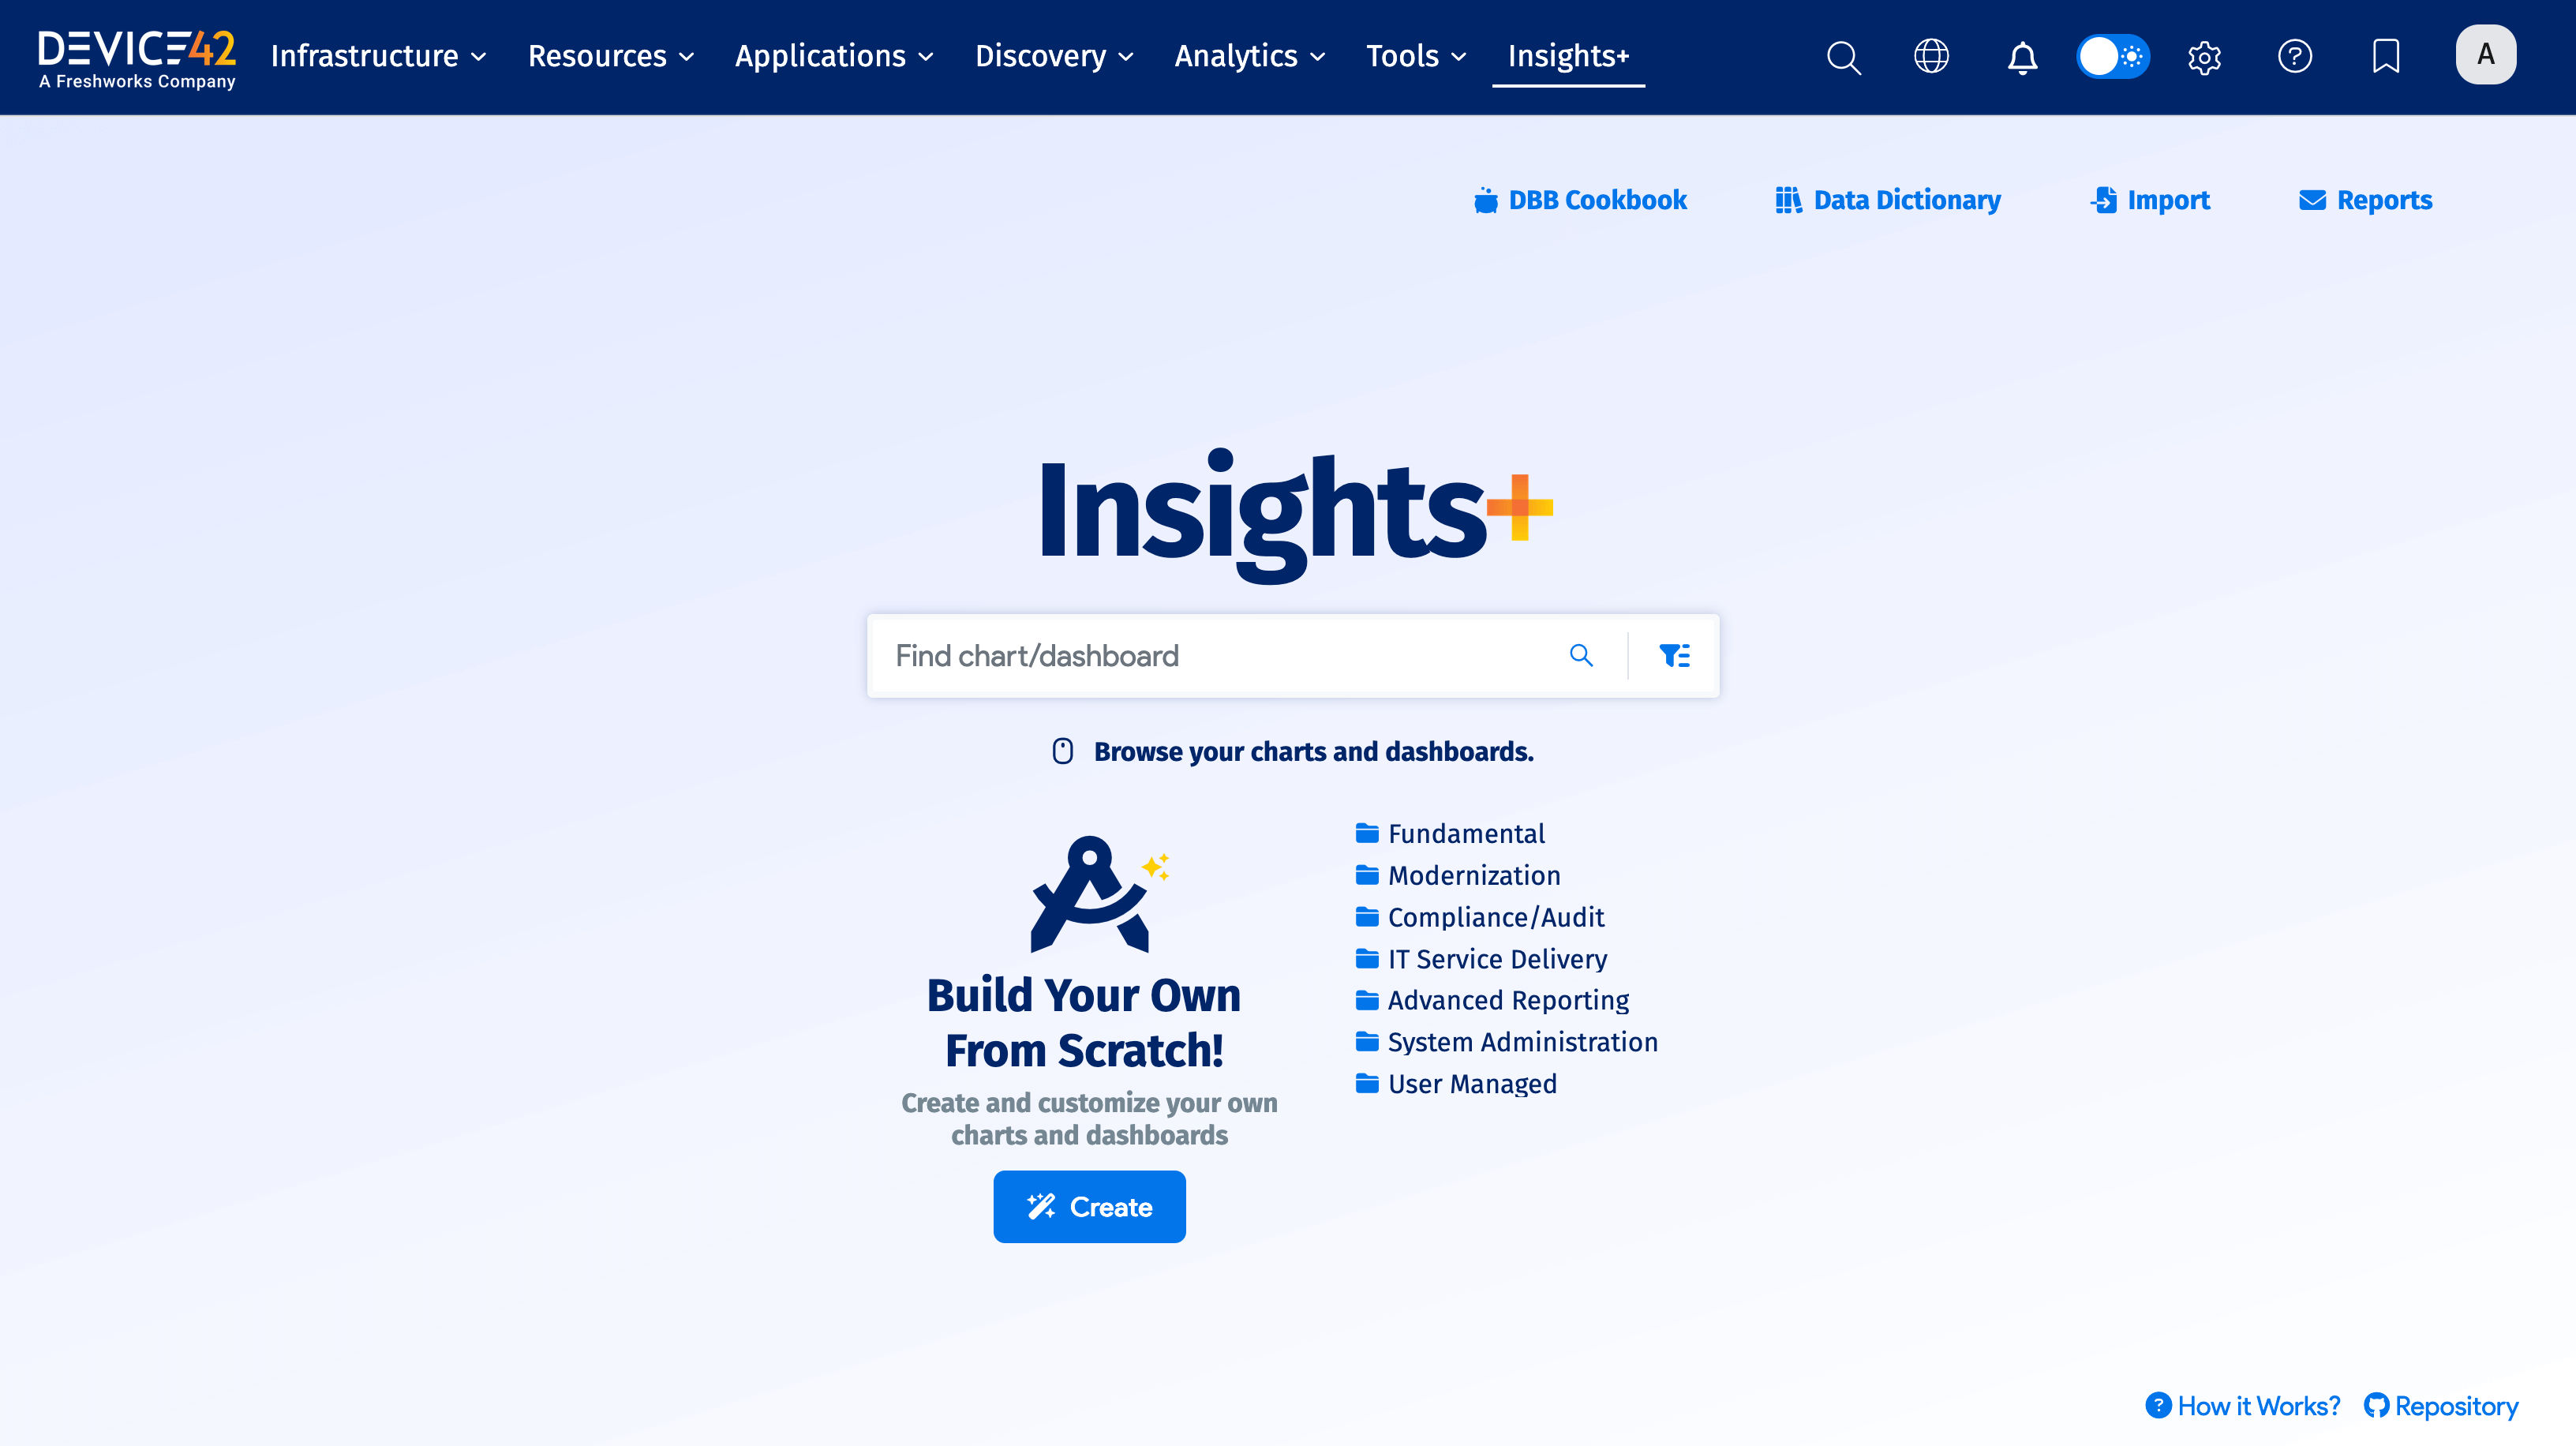 DEVICE42
A Freshworks Company
Infrastructure Resources Applications Discovery Analytics Tools Insights+
A
DBB Cookbook Data Dictionary Import Reports
Insights+
Find chart/dashboard
Browse your charts and dashboards.
Build Your Own
From Scratch!
Create and customize your own
charts and dashboards
Create
Fundamental
Modernization
Compliance/Audit
IT Service Delivery
Advanced Reporting
System Administration
User Managed
How it Works? Repository